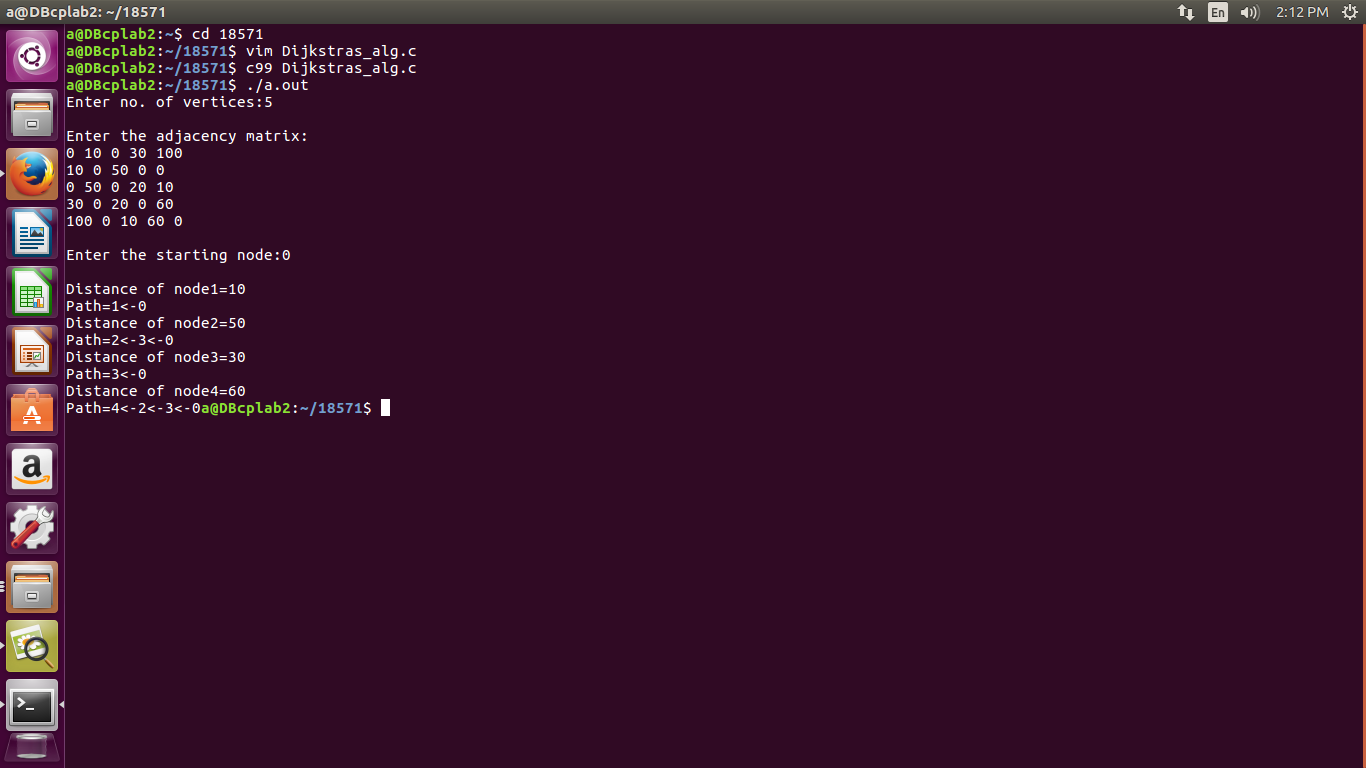 a@DBcplab2: ~/18571
En
2:12 PM
a@DBcplab2:~$ cd 18571
a@DBcplab2:~/18571$ vim Dijkstras_alg.c
a@DBcplab2:~/18571$ c99 Dijkstras_alg.c
a@DBcplab2:~/18571$ ./a.out
Enter no. of vertices:5
Enter the adjacency matrix:
0 10 0 30 100
10 0 50 0 0
0 50 0 20 10
30 0 20 0 60
100 0 10 60 0
Enter the starting node:0
Distance of node1=10
Path=1<-0
Distance of node2=50
Path=2<-3<-0
Distance of node3=30
Path=3<-0
Distance of node4=60
Path=4<-2<-3<-0a@DBcplab2:~/18571$